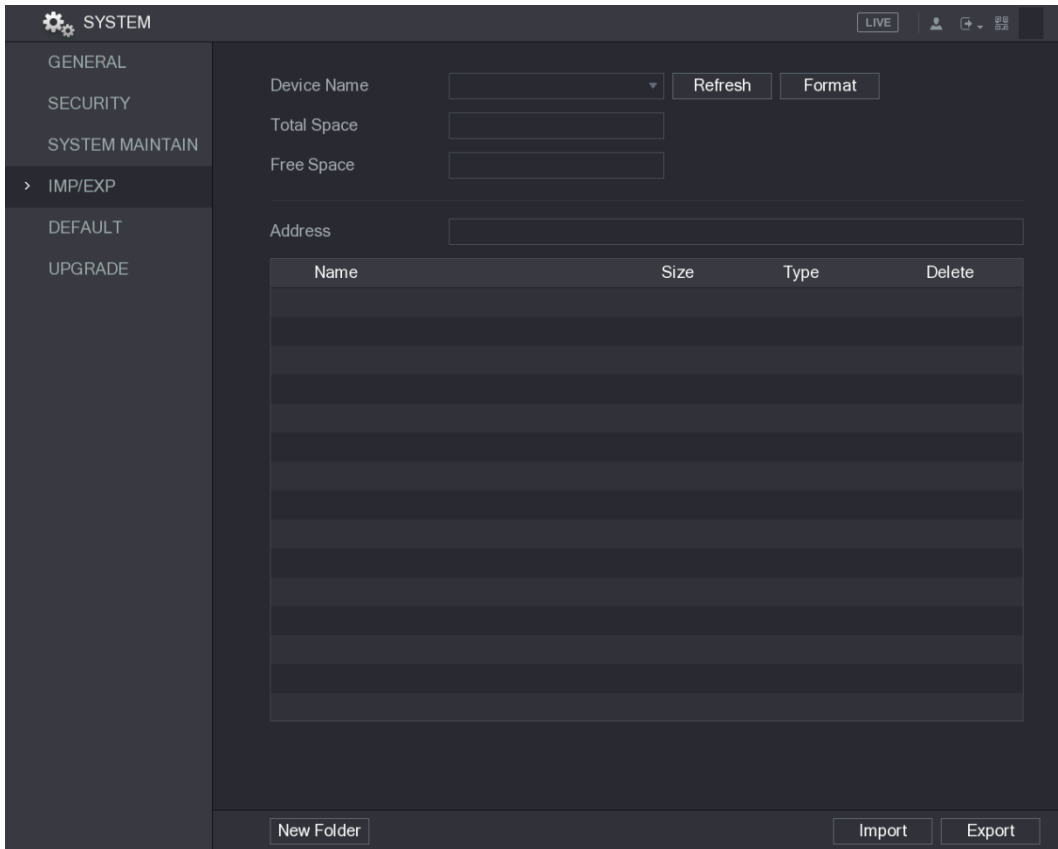 SYSTEM
LIVE
GENERAL
SECURITY
SYSTEM MAINTAIN
IMP/EXP
DEFAULT
UPGRADE
Device Name
Refresh
Format
Total Space
Free Space
Address
Name Size Type Delete
New Folder
Import
Export